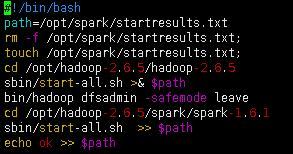 #!/bin/bash
path=/opt/spark/startresults.txt
rm -f /opt/spark/startresults.txt;
touch /opt/spark/startresults.txt;
cd /opt/hadoop-2.6.5/hadoop-2.6.5
sbin/start-all.sh >& $path
bin/hadoop dfsadmin -safemode leave
cd /opt/hadoop-2.6.5/spark/spark-1.6.1
sbin/start-all.sh  >> $path
echo ok >> $path